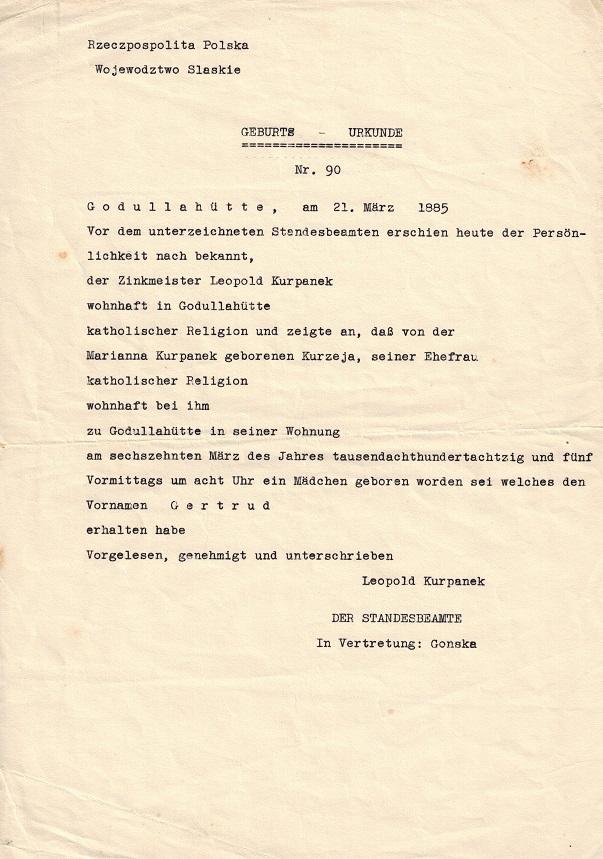 Rzeczpospolita Polska
Wojewodztwo Slaskie
GEBURTS - URKUNDE
=====================
Nr. 90
G o d u l l a h ü t t e , am 21. März 1885
Vor dem unterzeichneten Standesbeamten erschien heute der Persön-
lichkeit nach bekannt,
der Zinkmeister Leopold Kurpanek
wohnhaft in Godullahütte
katholischer Religion und zeigte an, daß von der
Marianna Kurpanek geborenen Kurzeja, seiner Ehefrau
katholischer Religion
wohnhaft bei ihm
zu Godullahütte in seiner Wohnung
am sechszehnten März des Jahres tausendachthundertachtzig und fünf
Vormittags um acht Uhr ein Mädchen geboren worden sei welches den
Vornamen G e r t r u d
erhalten habe
Vorgelesen, genehmigt und unterschrieben
Leopold Kurpanek
DER STANDESBEAMTE
In Vertretung: Gonska